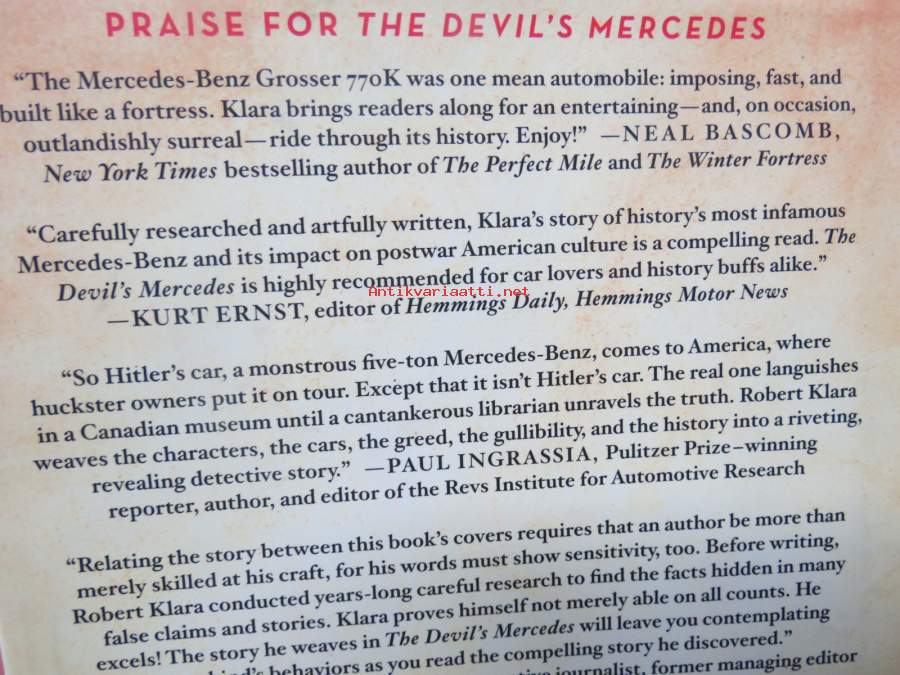 PRAISE FOR THE DEVIL'S MERCEDES
“The Mercedes-Benz Grosser 770K was one mean automobile: imposing, fast, and
built like a fortress. Klara brings readers along for an entertaining—and, on occasion,
outlandishly surreal—ride through its history. Enjoy!” —NEAL BASCOMB,
New York Times bestselling author of The Perfect Mile and The Winter Fortress
“Carefully researched and artfully written, Klara’s story of history’s most infamous
Mercedes-Benz and its impact on postwar American culture is a compelling read. The
Devil’s Mercedes is highly recommended for car lovers and history buffs alike.”
Antikvariaatti.net
—KURT ERNST, editor of Hemmings Daily, Hemmings Motor News
“So Hitler’s car, a monstrous five-ton Mercedes-Benz, comes to America, where
huckster owners put it on tour. Except that it isn’t Hitler’s car. The real one languishes
in a Canadian museum until a cantankerous librarian unravels the truth. Robert Klara
weaves the characters, the cars, the greed, the gullibility, and the history into a riveting,
revealing detective story.” —PAUL INGRASSIA, Pulitzer Prize–winning
reporter, author, and editor of the Revs Institute for Automotive Research
“Relating the story between this book’s covers requires that an author be more than
merely skilled at his craft, for his words must show sensitivity, too. Before writing,
Robert Klara conducted years-long careful research to find the facts hidden in many
false claims and stories. Klara proves himself not merely able on all counts. He
excels! The story he weaves in The Devil’s Mercedes will leave you contemplating
behaviors as you read the compelling story he discovered.”
journalist, former managing editor